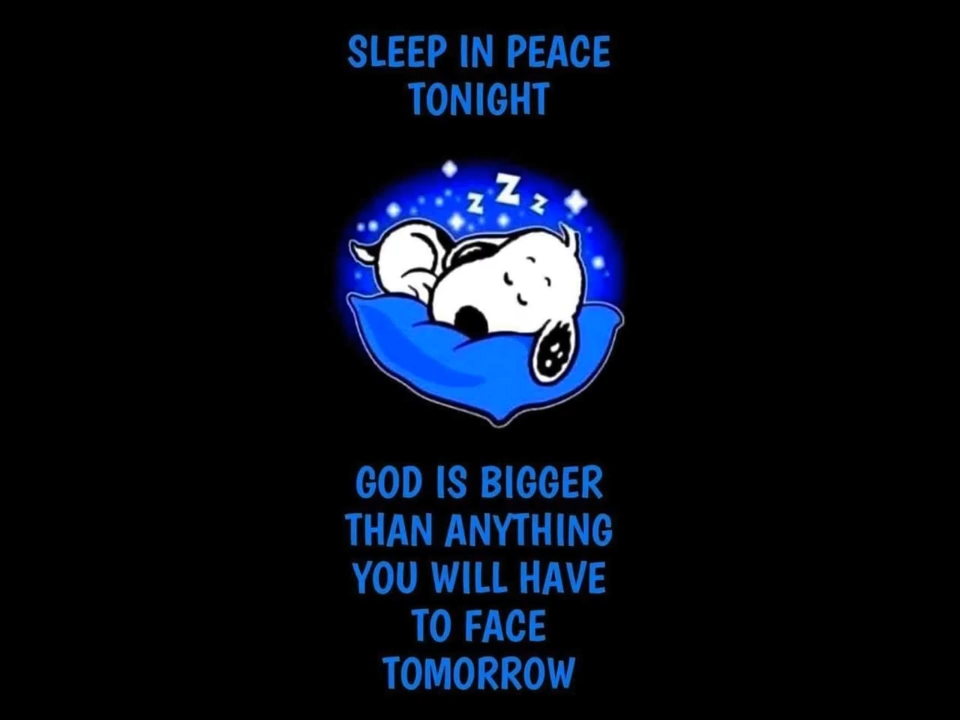 SLEEP IN PEACE
TONIGHT
z Z z
GOD IS BIGGER
THAN ANYTHING
YOU WILL HAVE
TO FACE
TOMORROW